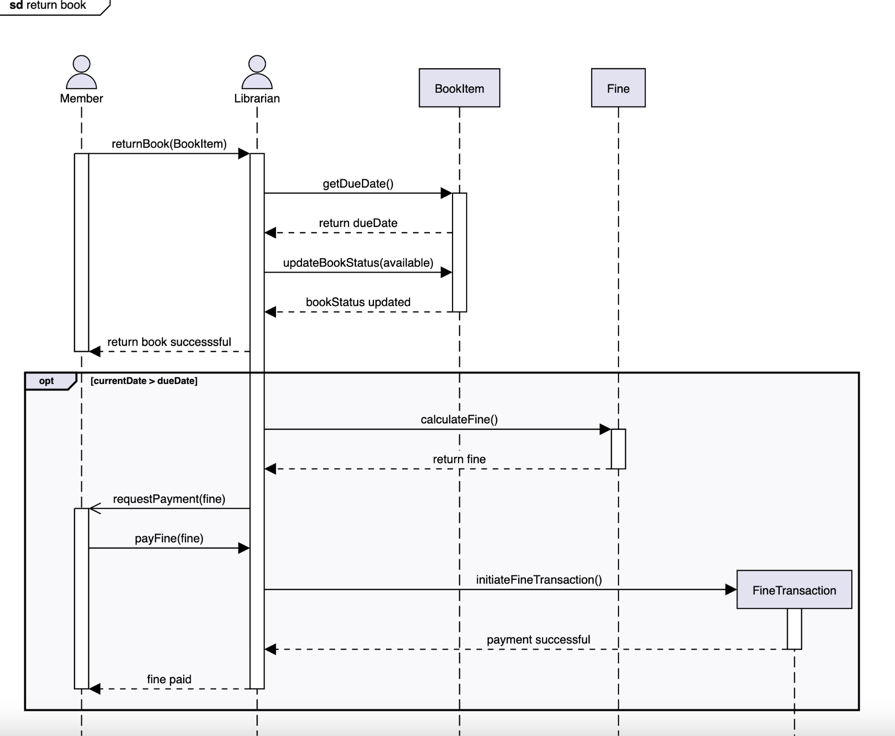 sd return book
Member
Librarian
BookItem
Fine
returnBook(BookItem)
getDueDate()
return dueDate
updateBookStatus(available)
bookStatus updated
return book successsful
opt
[currentDate > dueDate]
calculateFine()
return fine
requestPayment(fine)
payFine(fine)
initiateFineTransaction()
FineTransaction
payment successful
fine paid